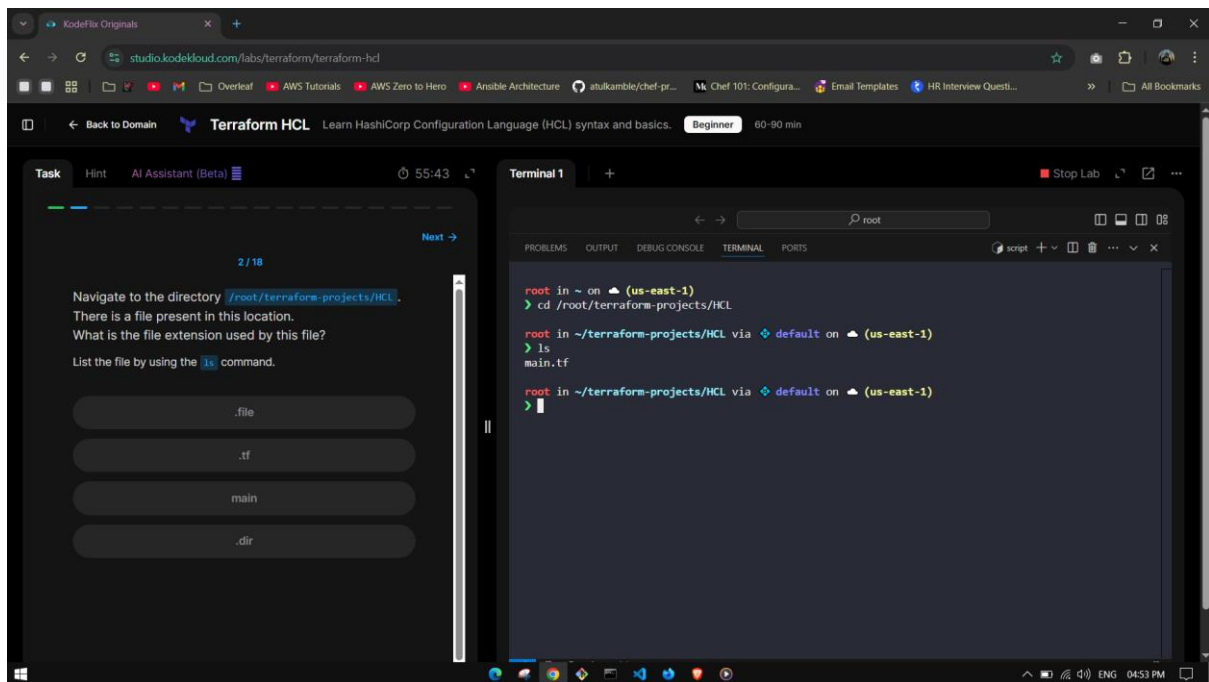 KodeFlix Originals
studio.kodekloud.com/labs/terraform/terraform-hcl
Overleaf AWS Tutorials AWS Zero to Hero Ansible Architecture atulkamble/chef-pr... Chef 101: Configura... Email Templates HR Interview Questi... » All Bookmarks
← Back to Domain Terraform HCL Learn HashiCorp Configuration Language (HCL) syntax and basics. Beginner 60-90 min
Task Hint AI Assistant (Beta) 55:43
Next →
2 / 18
Navigate to the directory /root/terraform-projects/HCL .
There is a file present in this location.
What is the file extension used by this file?
List the file by using the ls command.
.file
.tf
main
.dir
Terminal 1 + Stop Lab ...
root
PROBLEMS OUTPUT DEBUG CONSOLE TERMINAL PORTS script
root in ~ on (us-east-1)
❯ cd /root/terraform-projects/HCL
root in ~/terraform-projects/HCL via default on (us-east-1)
❯ ls
main.tf
root in ~/terraform-projects/HCL via default on (us-east-1)
❯
ENG 04:53 PM